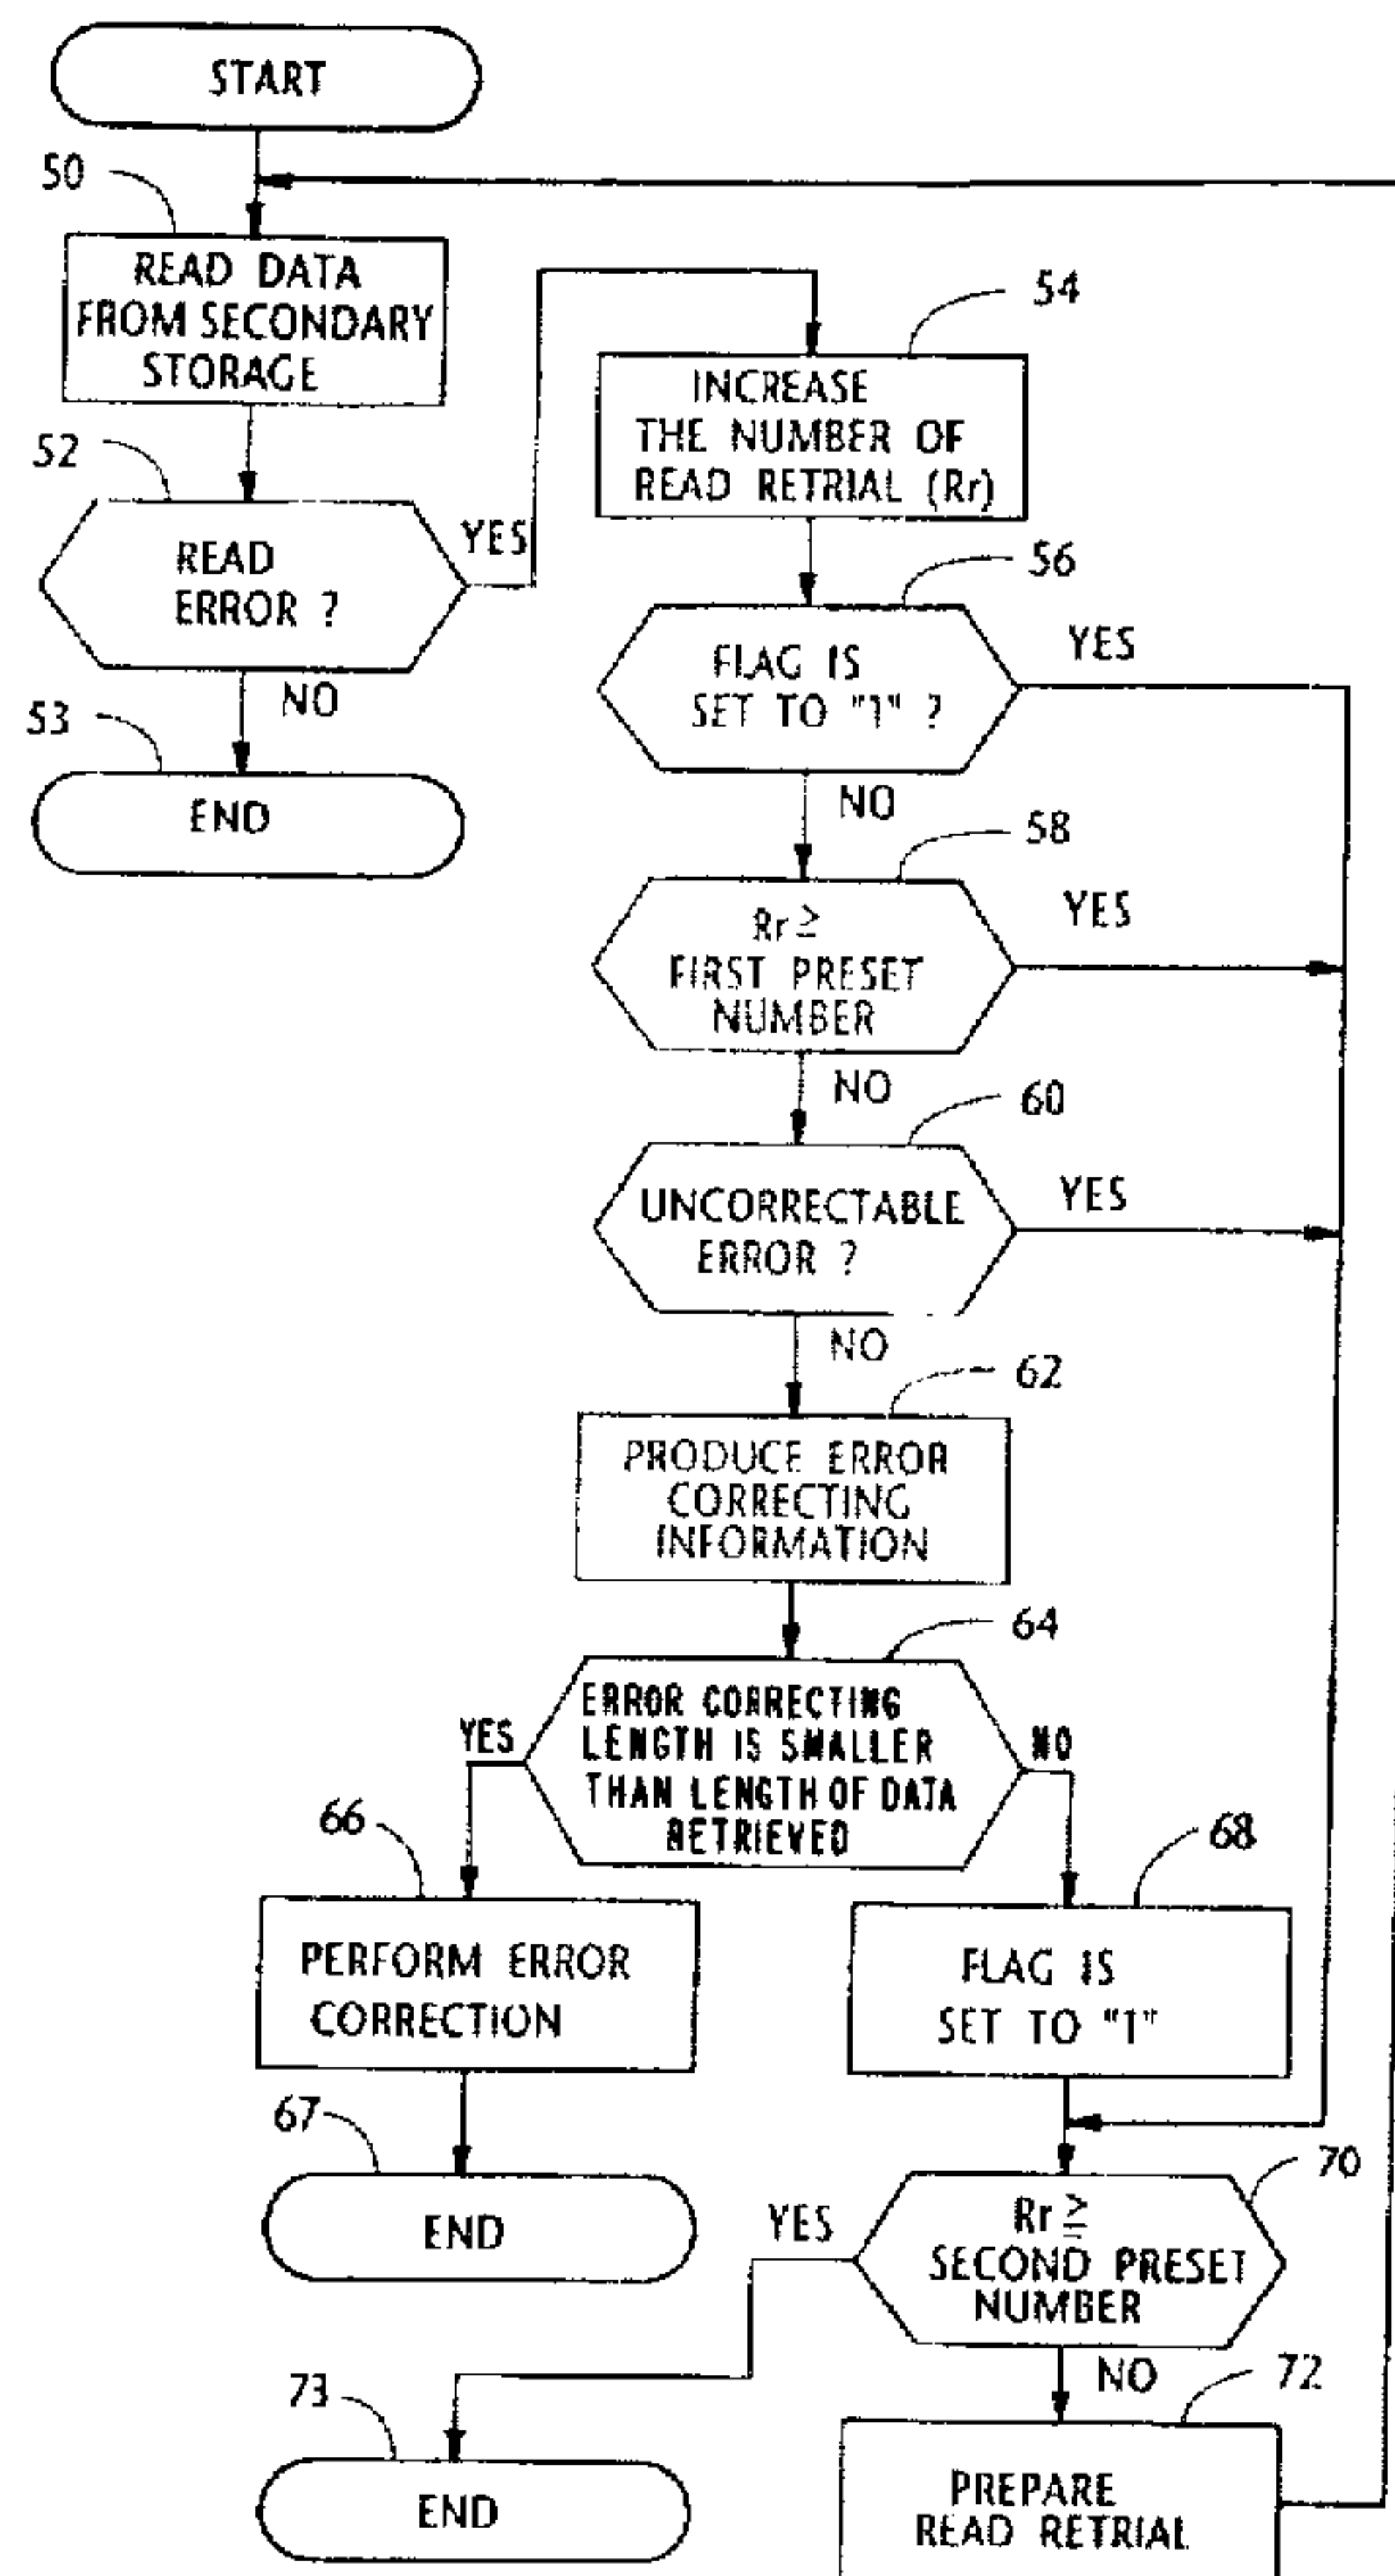 START
50
READ DATA
FROM SECONDARY
STORAGE
52
READ
ERROR ?
YES
NO
53
END
54
INCREASE
THE NUMBER OF
READ RETRIAL (Rr)
56
FLAG IS
SET TO "1" ?
YES
NO
58
Rr ≥
FIRST PRESET
NUMBER
YES
NO
60
UNCORRECTABLE
ERROR ?
YES
NO
62
PRODUCE ERROR
CORRECTING
INFORMATION
64
ERROR CORRECTING
LENGTH IS SMALLER
THAN LENGTH OF DATA
RETRIEVED
YES
NO
66
PERFORM ERROR
CORRECTION
67
END
68
FLAG IS
SET TO "1"
70
Rr ≥
SECOND PRESET
NUMBER
YES
NO
73
END
72
PREPARE
READ RETRIAL